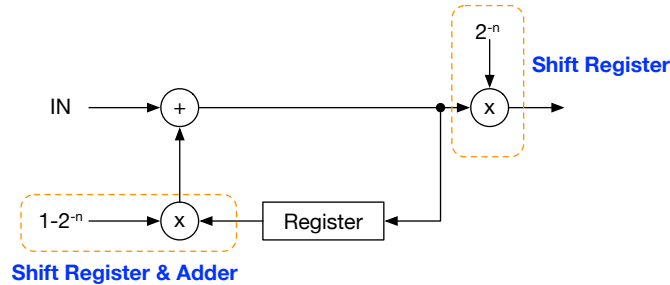 2⁻ⁿ
Shift Register
IN
+
x
1-2⁻ⁿ
x
Register
Shift Register & Adder